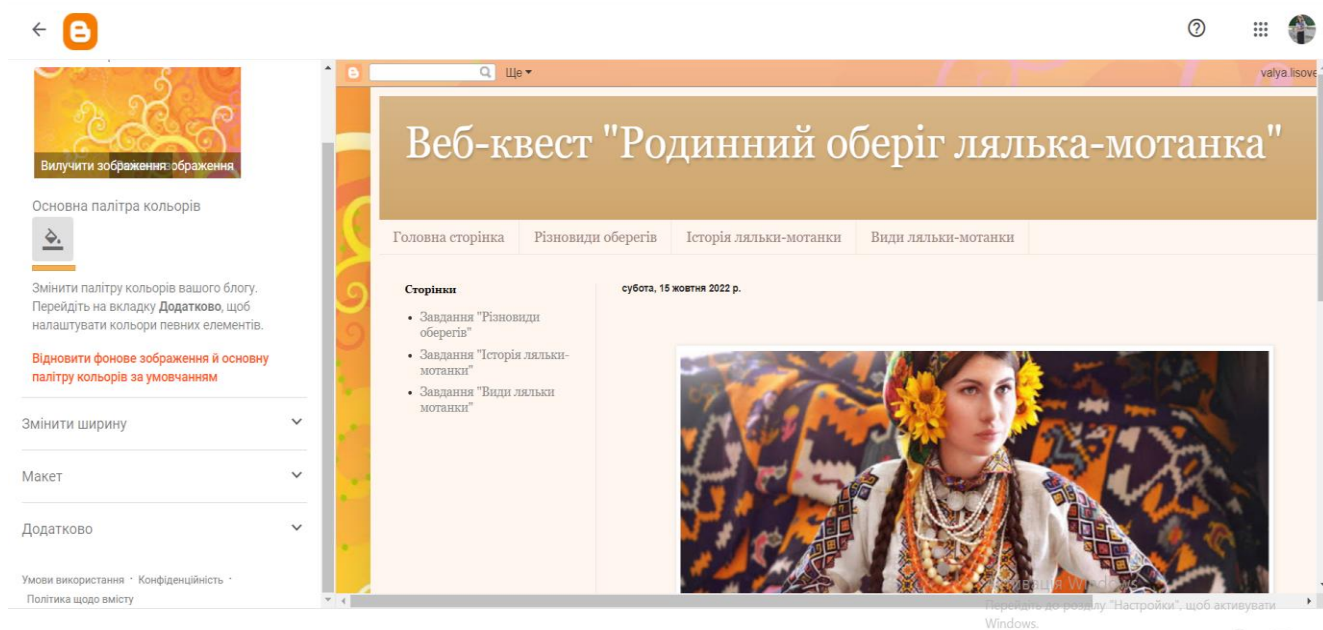 Вилучити зображення
Основна палітра кольорів
Змінити палітру кольорів вашого блогу.
Перейдіть на вкладку Додатково, щоб
налаштувати кольори певних елементів.
Відновити фонове зображення й основну
палітру кольорів за умовчанням
Змінити ширину
Макет
Додатково
Умови використання · Конфіденційність ·
Політика щодо вмісту
Ще
valya.lisove
Веб-квест "Родинний оберіг лялька-мотанка"
Головна сторінка Різновиди оберегів Історія ляльки-мотанки Види ляльки-мотанки
Сторінки
Завдання "Різновиди
оберегів"
Завдання "Історія ляльки-
мотанки"
Завдання "Види ляльки
мотанки"
субота, 15 жовтня 2022 р.
Активація Windows
Перейдіть до розділу "Настройки", щоб активувати
Windows.